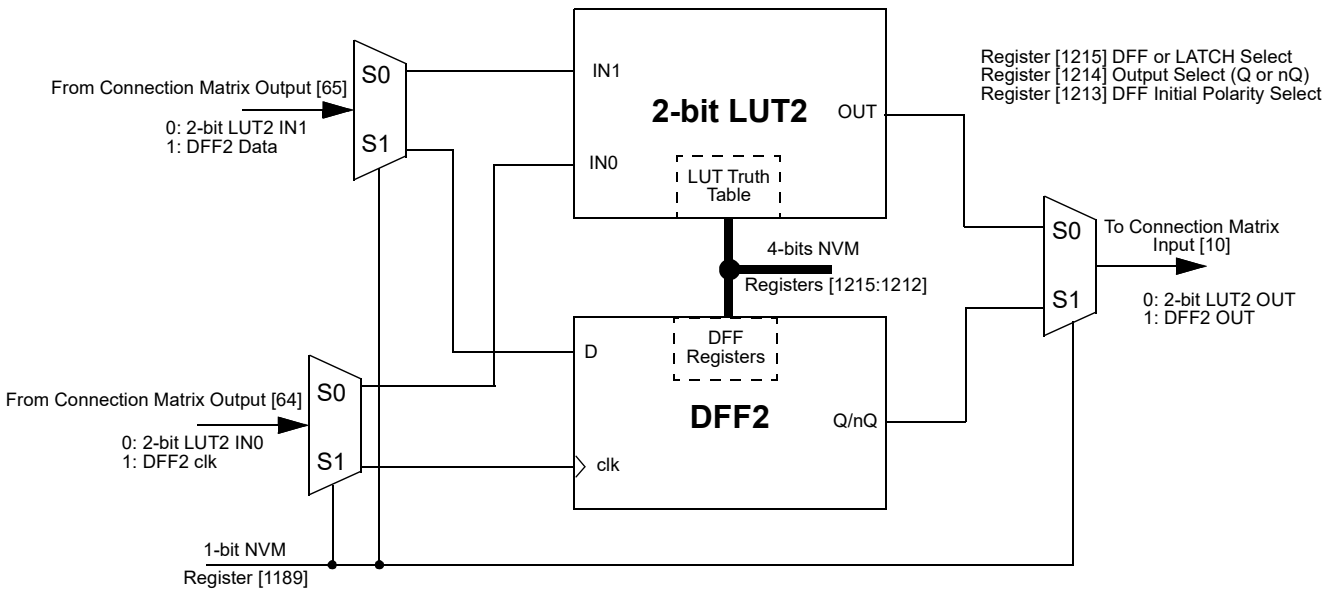 Register [1215] DFF or LATCH Select
Register [1214] Output Select (Q or nQ)
Register [1213] DFF Initial Polarity Select
From Connection Matrix Output [65]
0: 2-bit LUT2 IN1
1: DFF2 Data
S0
S1
IN1
IN0
2-bit LUT2
OUT
LUT Truth
Table
4-bits NVM
Registers [1215:1212]
S0
S1
To Connection Matrix
Input [10]
0: 2-bit LUT2 OUT
1: DFF2 OUT
DFF
Registers
D
DFF2
Q/nQ
clk
From Connection Matrix Output [64]
0: 2-bit LUT2 IN0
1: DFF2 clk
S0
S1
1-bit NVM
Register [1189]